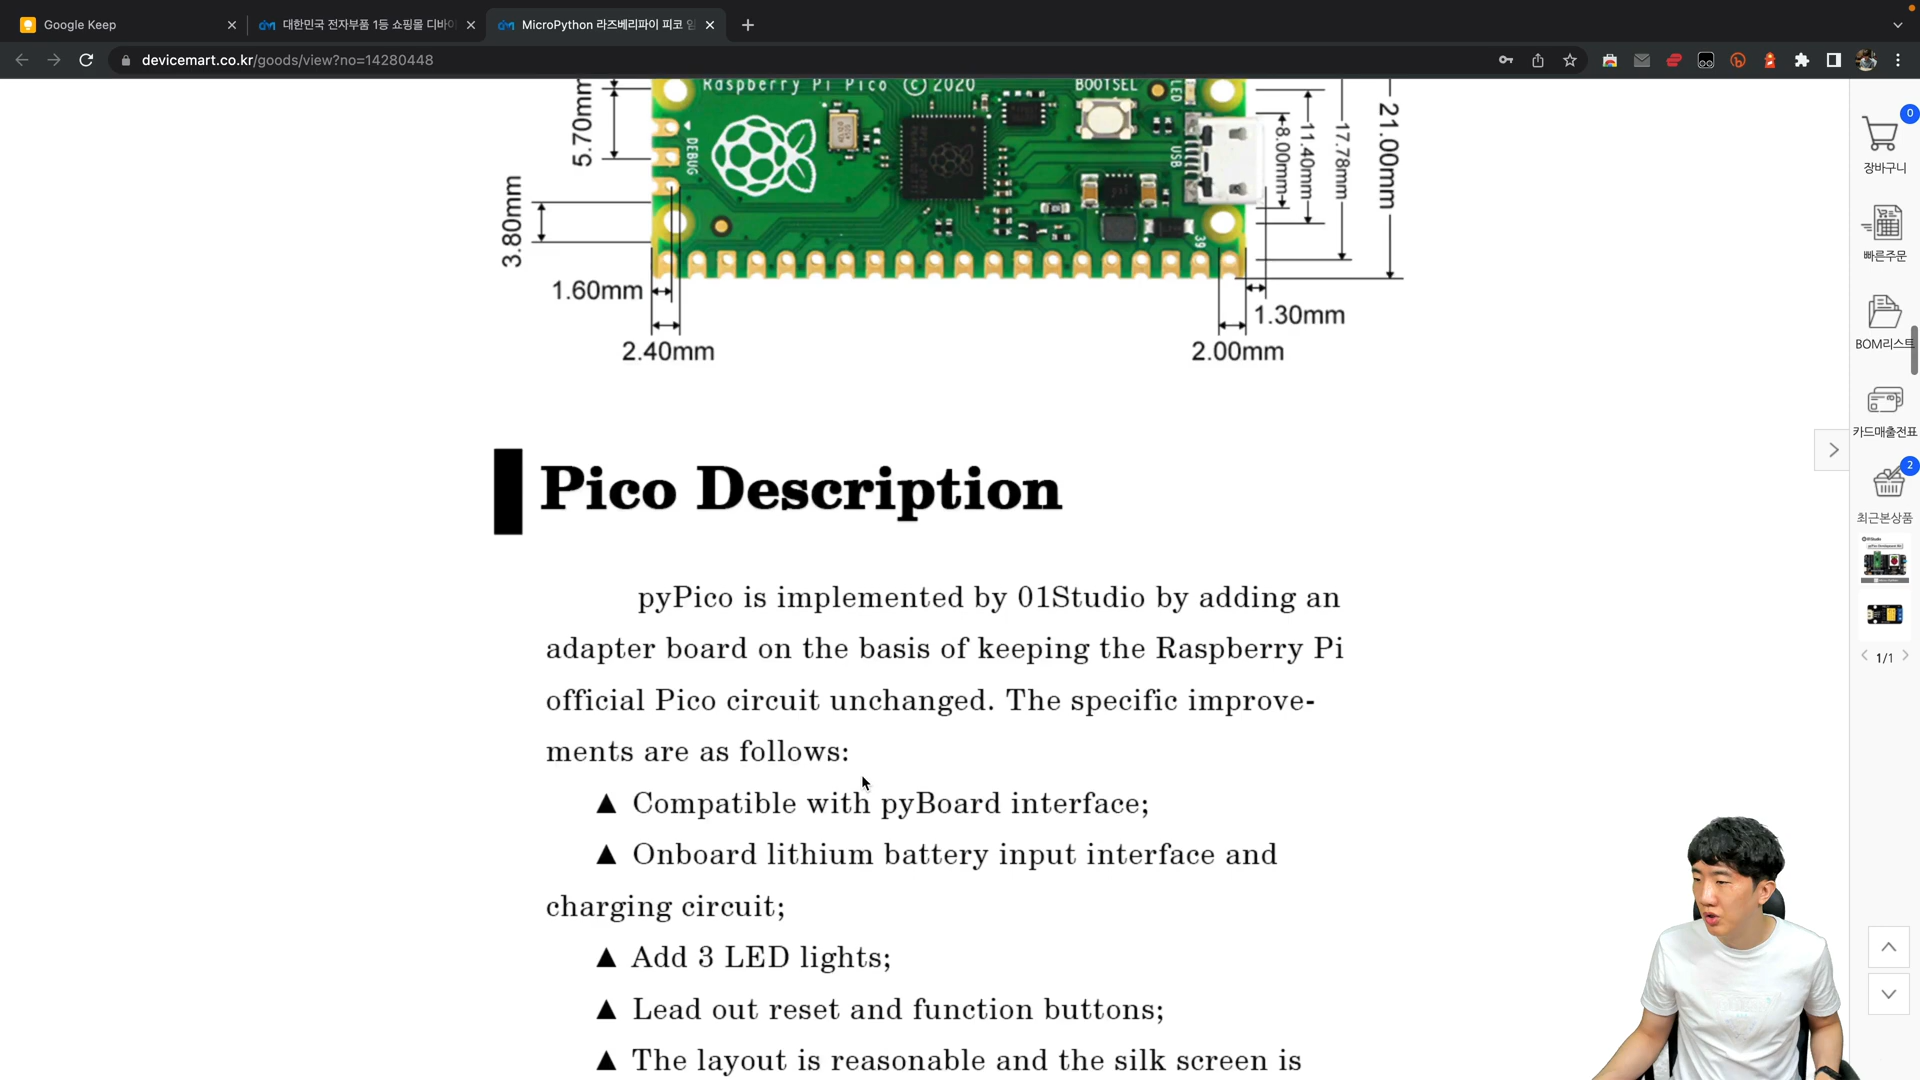 Google Keep
대한민국 전자부품 1등 쇼핑몰 디바이
MicroPython 라즈베리파이 피코 임
devicemart.co.kr/goods/view?no=14280448
Raspberry Pi Pico © 2020
BOOTSEL
LED
DEBUG
USB
39
5.70mm
3.80mm
1.60mm
2.40mm
8.00mm
11.40mm
17.78mm
21.00mm
1.30mm
2.00mm
Pico Description
pyPico is implemented by 01Studio by adding an
adapter board on the basis of keeping the Raspberry Pi
official Pico circuit unchanged. The specific improve-
ments are as follows:
▲ Compatible with pyBoard interface;
▲ Onboard lithium battery input interface and
charging circuit;
▲ Add 3 LED lights;
▲ Lead out reset and function buttons;
▲ The layout is reasonable and the silk screen is
0
장바구니
빠른주문
BOM리스트
카드매출전표
2
최근본상품
1/1